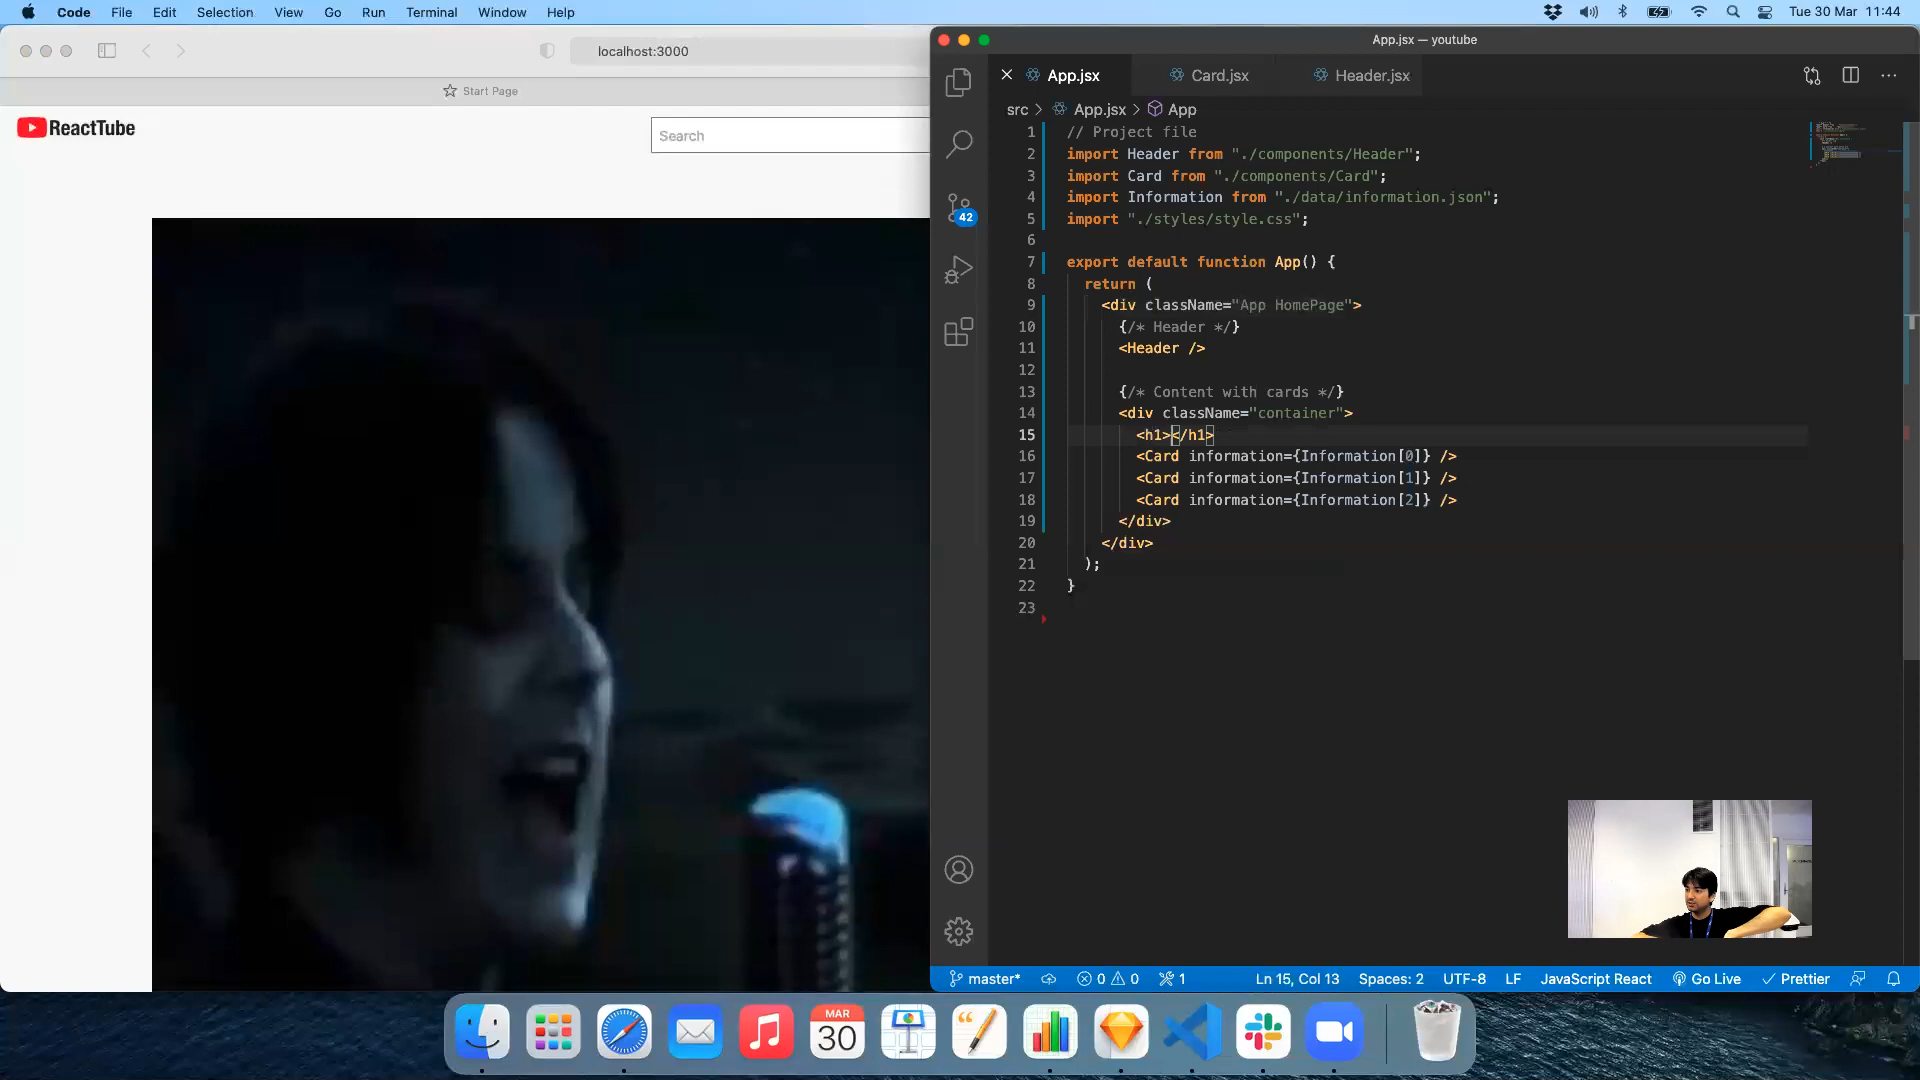 Code File Edit Selection View Go Run Terminal Window Help
Tue 30 Mar 11:44
localhost:3000
Start Page
ReactTube
Search
App.jsx — youtube
App.jsx
Card.jsx
Header.jsx
src > App.jsx > App
1 // Project file
2 import Header from "./components/Header";
3 import Card from "./components/Card";
4 import Information from "./data/information.json";
5 import "./styles/style.css";
6
7 export default function App() {
8 return (
9 <div className="App HomePage">
10 {/* Header */}
11 <Header />
12
13 {/* Content with cards */}
14 <div className="container">
15 <h1></h1>
16 <Card information={Information[0]} />
17 <Card information={Information[1]} />
18 <Card information={Information[2]} />
19 </div>
20 </div>
21 );
22 }
23
42
master* 0 0 1 Ln 15, Col 13 Spaces: 2 UTF-8 LF JavaScript React Go Live Prettier
MAR
30